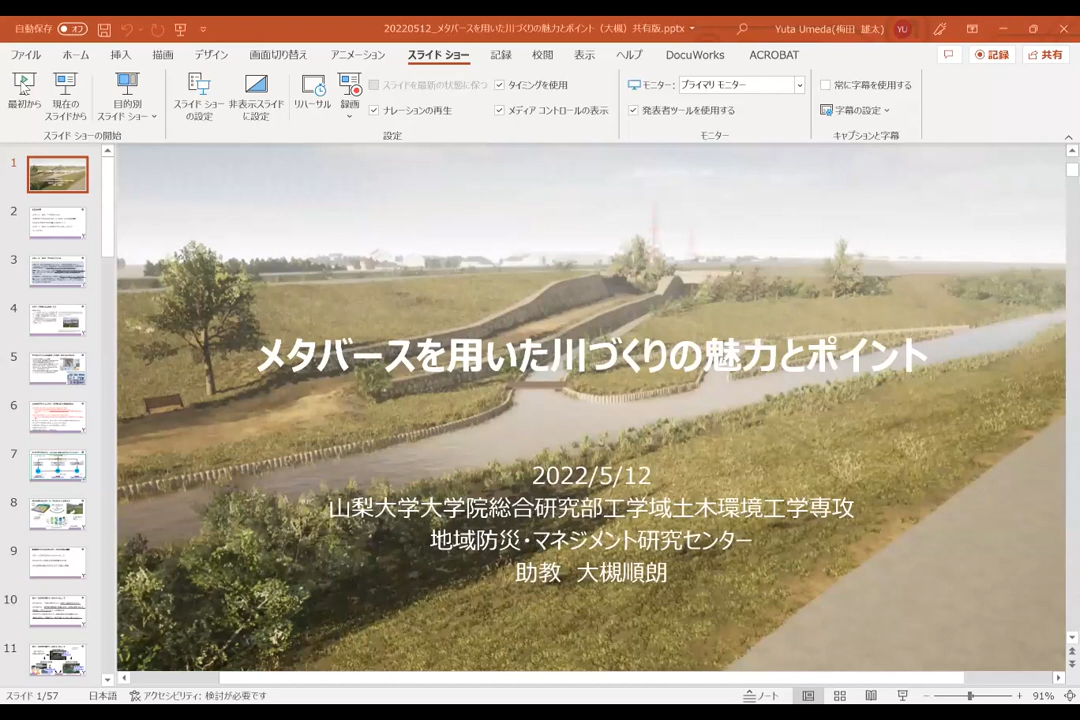 自動保存 オフ
20220512_メタバースを用いた川づくりの魅力とポイント（大槻）共有版.pptx
Yuta Umeda(梅田 雄太) YU
ファイル ホーム 挿入 描画 デザイン 画面切り替え アニメーション スライド ショー 記録 校閲 表示 ヘルプ DocuWorks ACROBAT
記録 共有
最初から
現在の
スライドから
目的別
スライド ショー
スライド ショーの開始
スライド ショー
の設定
非表示スライド
に設定
リハーサル
録画
スライドを最新の状態に保つ
ナレーションの再生
タイミングを使用
メディア コントロールの表示
設定
モニター: プライマリ モニター
発表者ツールを使用する
モニター
常に字幕を使用する
字幕の設定
キャプションと字幕
1
2
3
4
5
6
7
8
9
10
11
メタバースを用いた川づくりの魅力とポイント
2022/5/12
山梨大学大学院総合研究部工学域土木環境工学専攻
地域防災・マネジメント研究センター
助教 大槻順朗
スライド 1/57 日本語 アクセシビリティ: 検討が必要です
ノート
91%